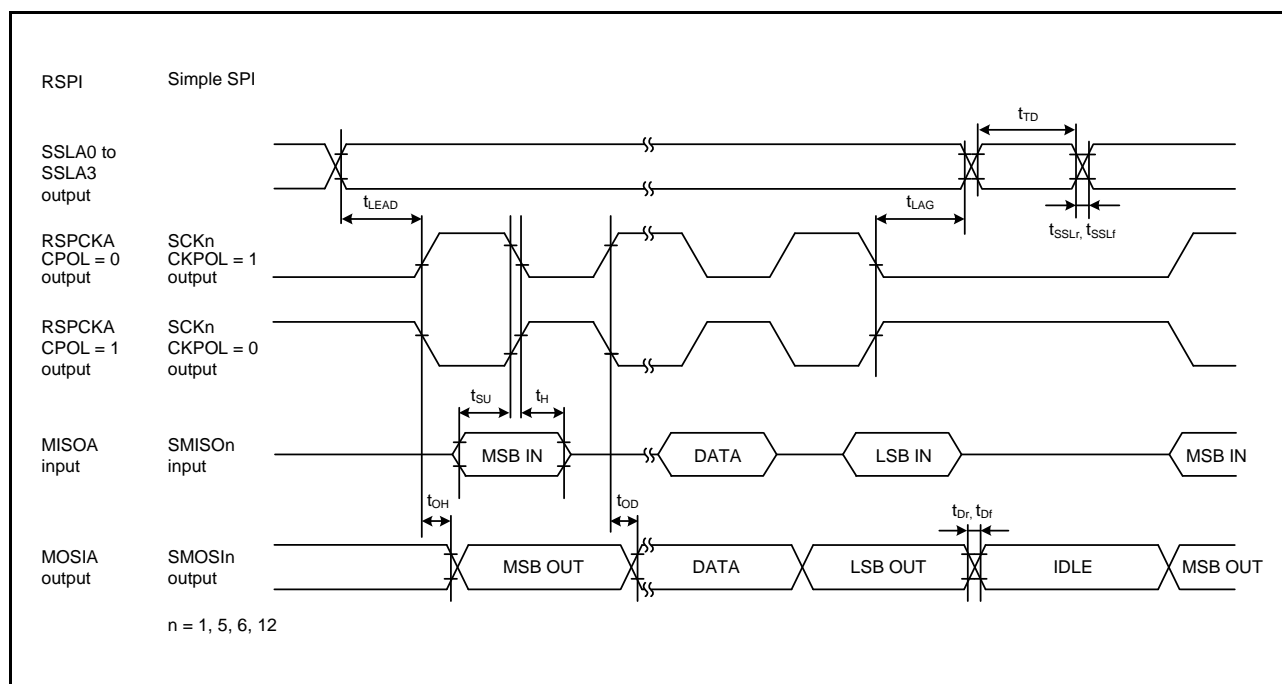 RSPI Simple SPI
tTD
SSLA0 to
SSLA3
output
tLEAD
tLAG
tSSLr, tSSLf
RSPCKA SCKn
CPOL = 0 CKPOL = 1
output output
RSPCKA SCKn
CPOL = 1 CKPOL = 0
output output
tSU tH
MISOA SMISOn
input input
MSB IN DATA LSB IN MSB IN
tOH tOD tDr, tDf
MOSIA SMOSIn
output output
MSB OUT DATA LSB OUT IDLE MSB OUT
n = 1, 5, 6, 12